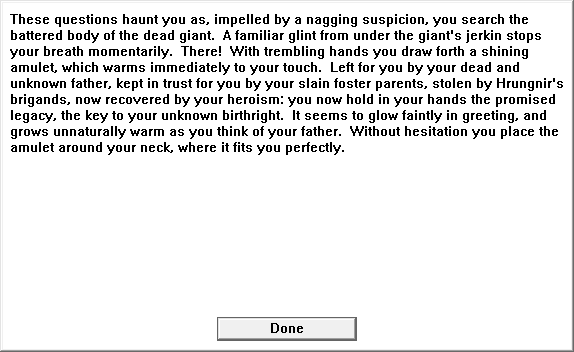 These questions haunt you as, impelled by a nagging suspicion, you search the
battered body of the dead giant.  A familiar glint from under the giant's jerkin stops
your breath momentarily.  There!  With trembling hands you draw forth a shining
amulet, which warms immediately to your touch.  Left for you by your dead and
unknown father, kept in trust for you by your slain foster parents, stolen by Hrungnir's
brigands, now recovered by your heroism: you now hold in your hands the promised
legacy, the key to your unknown birthright.  It seems to glow faintly in greeting, and
grows unnaturally warm as you think of your father.  Without hesitation you place the
amulet around your neck, where it fits you perfectly.
Done